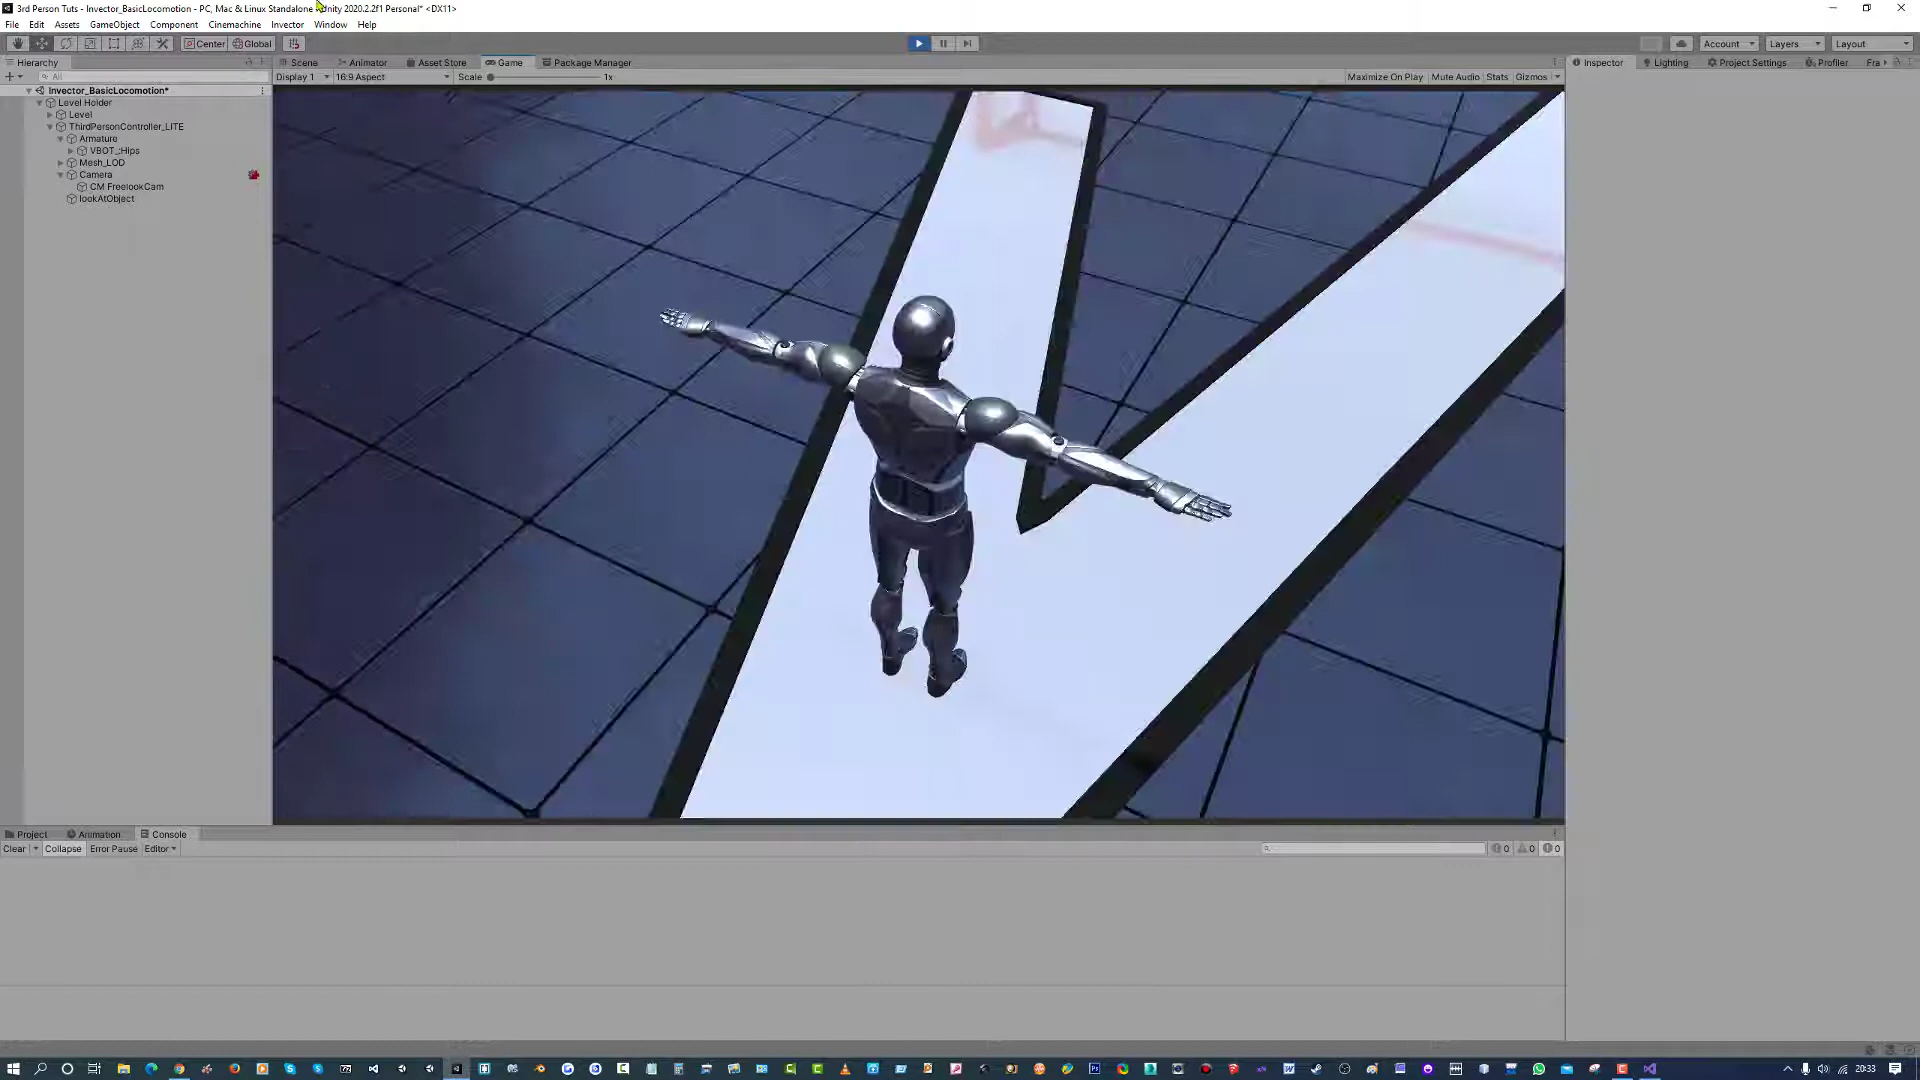 3rd Person Tuts - Invector_BasicLocomotion - PC, Mac & Linux Standalone - Unity 2020.2.2f1 Personal* <DX11>
File Edit Assets GameObject Component Cinemachine Invector Window Help
Center Global Account Layers Layout
Hierarchy Scene Animator Asset Store Game Package Manager Inspector Lighting Project Settings Profiler Fra
All Display 1 16:9 Aspect Scale 1x Maximize On Play Mute Audio Stats Gizmos
Invector_BasicLocomotion*
Level Holder
Level
ThirdPersonController_LITE
Armature
VBOT_:Hips
Mesh_LOD
Camera
CM FreelookCam
lookAtObject
Project Animation Console
Clear Collapse Error Pause Editor 0 0 0
20:33